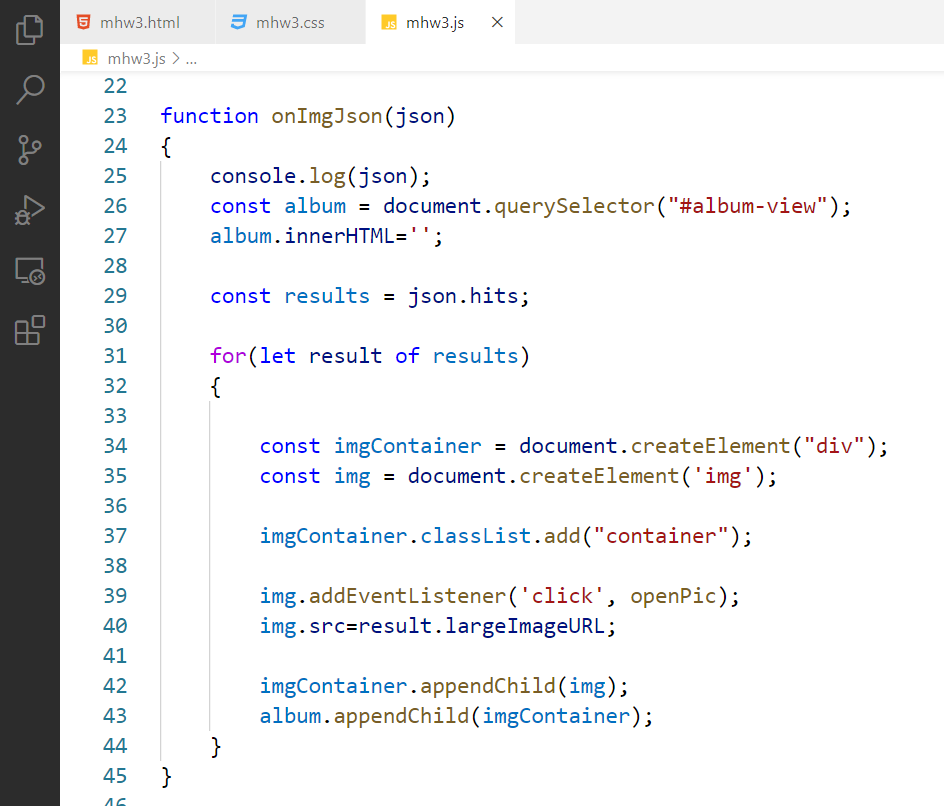 mhw3.html mhw3.css JS mhw3.js ×
JS mhw3.js > ...
22
23 function onImgJson(json)
24 {
25     console.log(json);
26     const album = document.querySelector("#album-view");
27     album.innerHTML='';
28
29     const results = json.hits;
30
31     for(let result of results)
32     {
33
34         const imgContainer = document.createElement("div");
35         const img = document.createElement('img');
36
37         imgContainer.classList.add("container");
38
39         img.addEventListener('click', openPic);
40         img.src=result.largeImageURL;
41
42         imgContainer.appendChild(img);
43         album.appendChild(imgContainer);
44     }
45 }
46